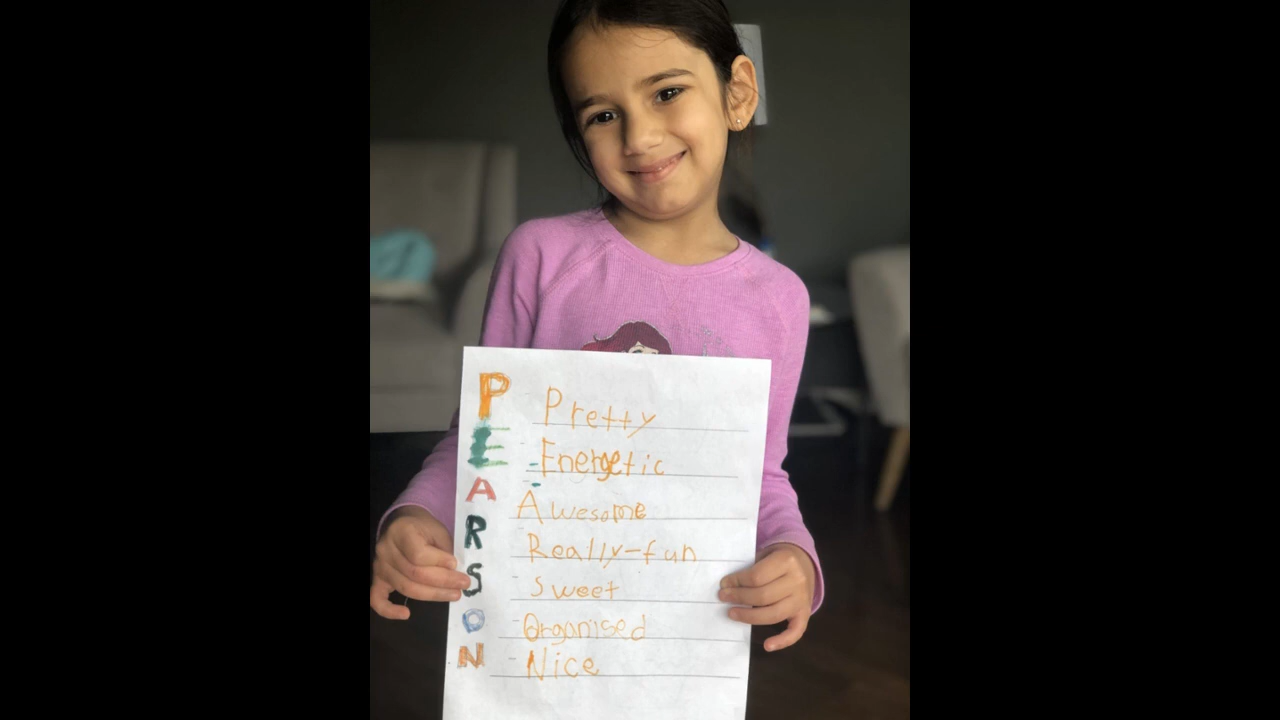 P Pretty
E - Energetic
A - Awesome
R - Really-fun
S - Sweet
O - Organised
N - Nice